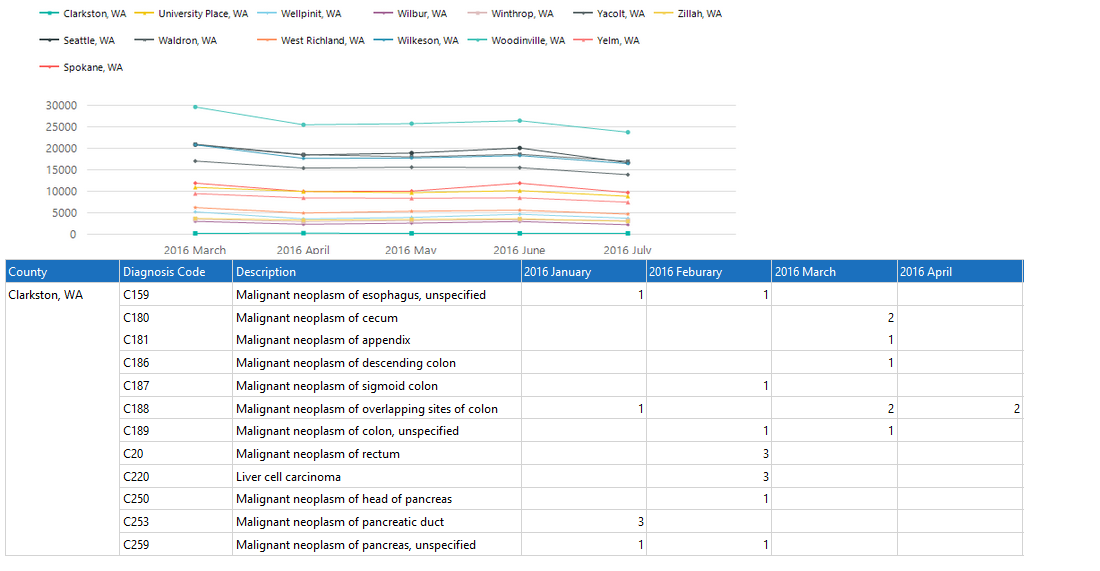 Clarkston, WA University Place, WA Wellpinit, WA Wilbur, WA Winthrop, WA Yacolt, WA Zillah, WA
Seattle, WA Waldron, WA West Richland, WA Wilkeson, WA Woodinville, WA Yelm, WA
Spokane, WA
30000
25000
20000
15000
10000
5000
0
2016 March 2016 April 2016 May 2016 June 2016 July
County Diagnosis Code Description 2016 January 2016 Feburary 2016 March 2016 April
Clarkston, WA C159 Malignant neoplasm of esophagus, unspecified 1 1
C180 Malignant neoplasm of cecum 2
C181 Malignant neoplasm of appendix 1
C186 Malignant neoplasm of descending colon 1
C187 Malignant neoplasm of sigmoid colon 1
C188 Malignant neoplasm of overlapping sites of colon 1 2 2
C189 Malignant neoplasm of colon, unspecified 1 1
C20 Malignant neoplasm of rectum 3
C220 Liver cell carcinoma 3
C250 Malignant neoplasm of head of pancreas 1
C253 Malignant neoplasm of pancreatic duct 3
C259 Malignant neoplasm of pancreas, unspecified 1 1